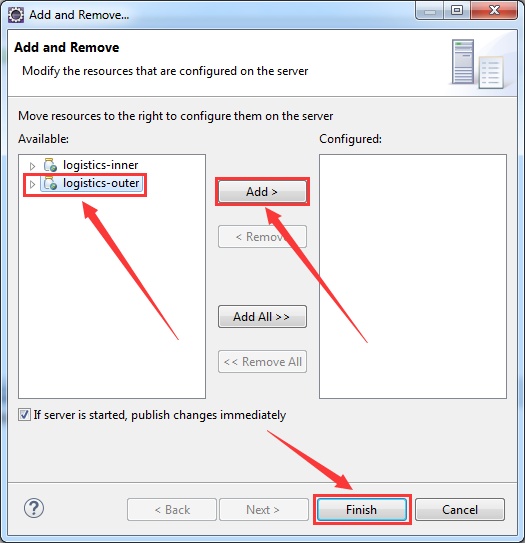 Add and Remove...
Add and Remove
Modify the resources that are configured on the server
Move resources to the right to configure them on the server
Available:
Configured:
logistics-inner
logistics-outer
Add >
< Remove
Add All >>
<< Remove All
If server is started, publish changes immediately
?
< Back
Next >
Finish
Cancel